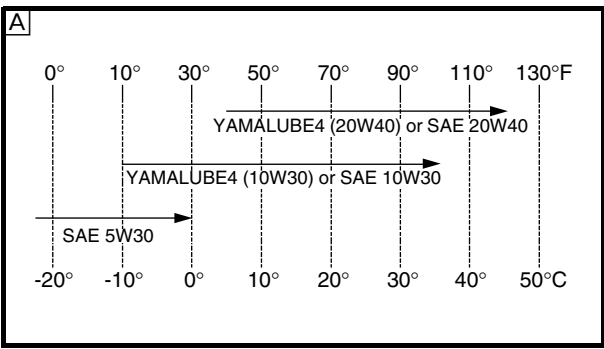 A
0° 10° 30° 50° 70° 90° 110° 130°F
YAMALUBE4 (20W40) or SAE 20W40
YAMALUBE4 (10W30) or SAE 10W30
SAE 5W30
-20° -10° 0° 10° 20° 30° 40° 50°C